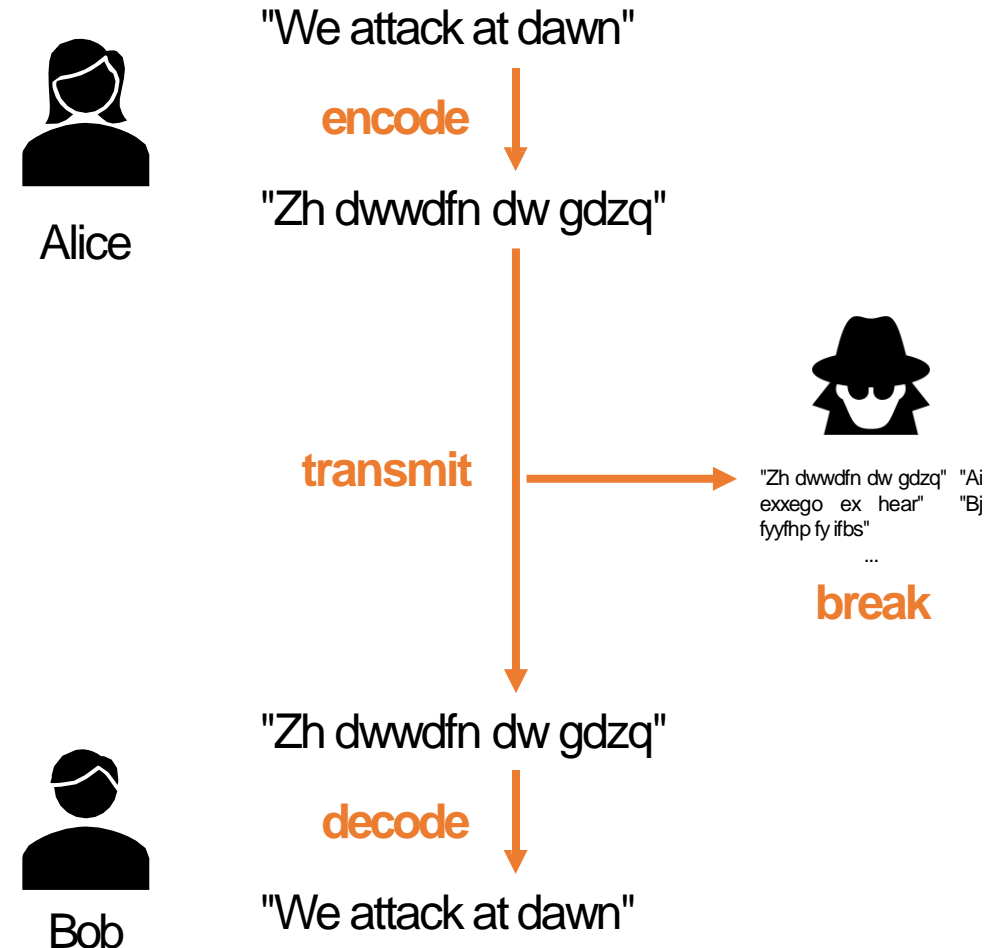 "We attack at dawn"
encode
"Zh dwwdfn dw gdzq"
Alice
transmit
"Zh dwwdfn dw gdzq" "Ai
exxego ex hear" "Bj
fyyfhp fy ifbs"
...
break
"Zh dwwdfn dw gdzq"
decode
"We attack at dawn"
Bob